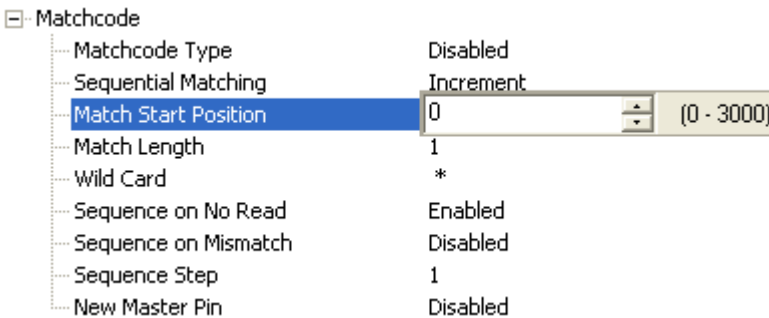 Matchcode
Matchcode Type Disabled
Sequential Matching Increment
Match Start Position 0 (0 - 3000)
Match Length 1
Wild Card *
Sequence on No Read Enabled
Sequence on Mismatch Disabled
Sequence Step 1
New Master Pin Disabled